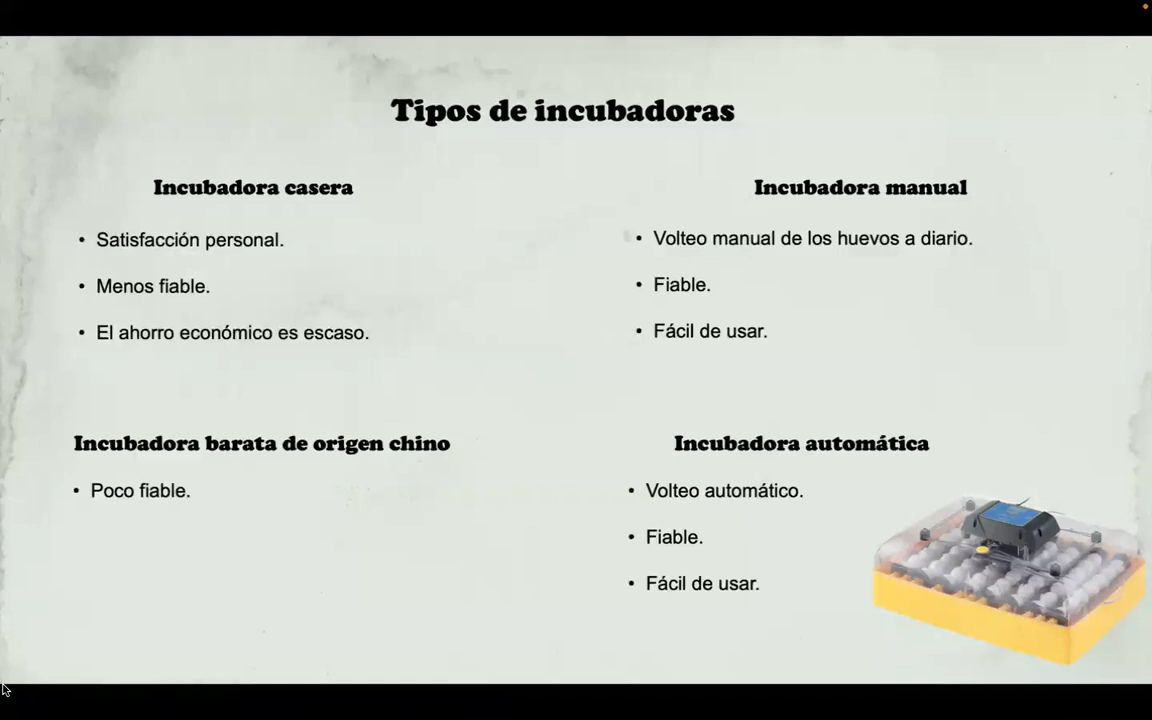 Tipos de incubadoras
Incubadora casera
• Satisfacción personal.
• Menos fiable.
• El ahorro económico es escaso.
Incubadora manual
• Volteo manual de los huevos a diario.
• Fiable.
• Fácil de usar.
Incubadora barata de origen chino
• Poco fiable.
Incubadora automática
• Volteo automático.
• Fiable.
• Fácil de usar.